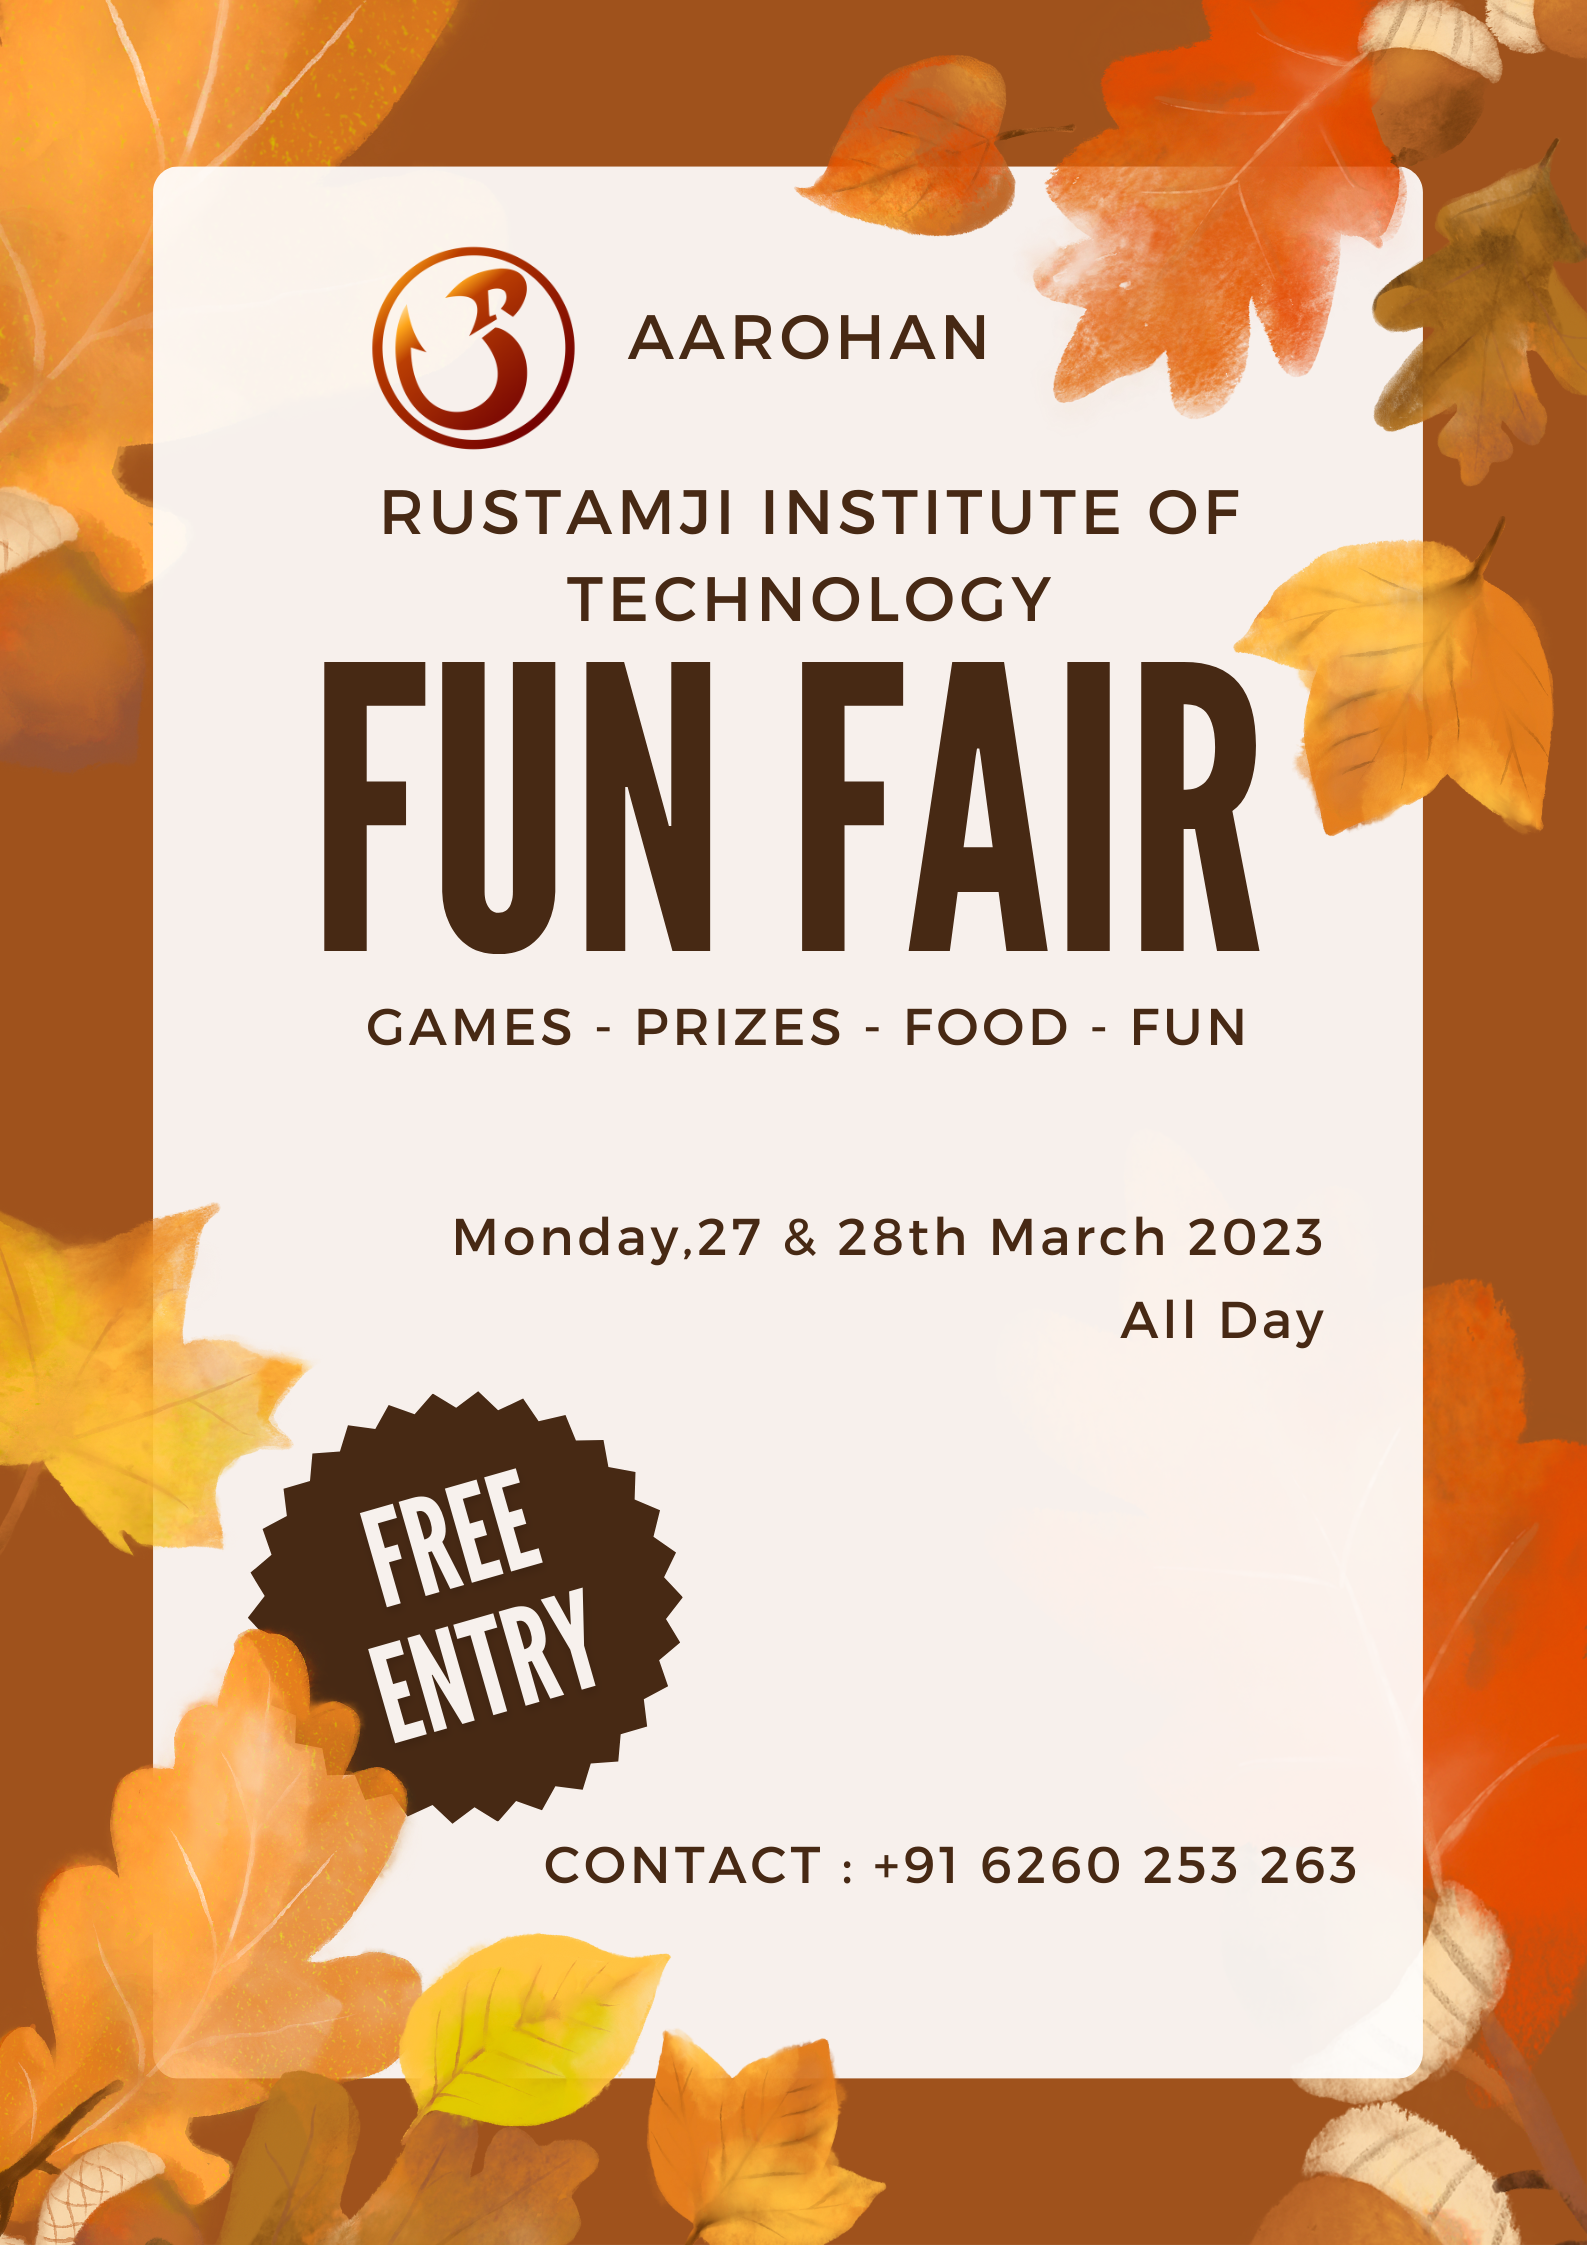 AAROHAN
RUSTAMJI INSTITUTE OF
TECHNOLOGY
FUN FAIR
GAMES - PRIZES - FOOD - FUN
Monday,27 & 28th March 2023
All Day
FREE
ENTRY
CONTACT : +91 6260 253 263